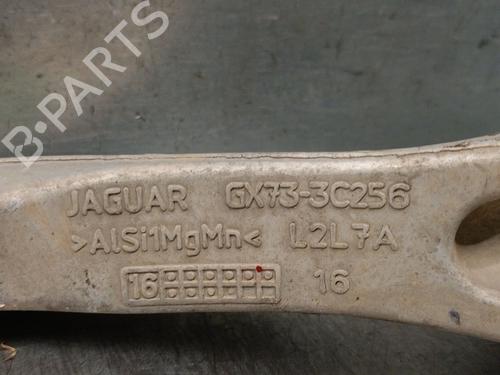 B-PARTS
JAGUAR GX73-3C256
>AlSi1MgMn< L2L7A
16 16